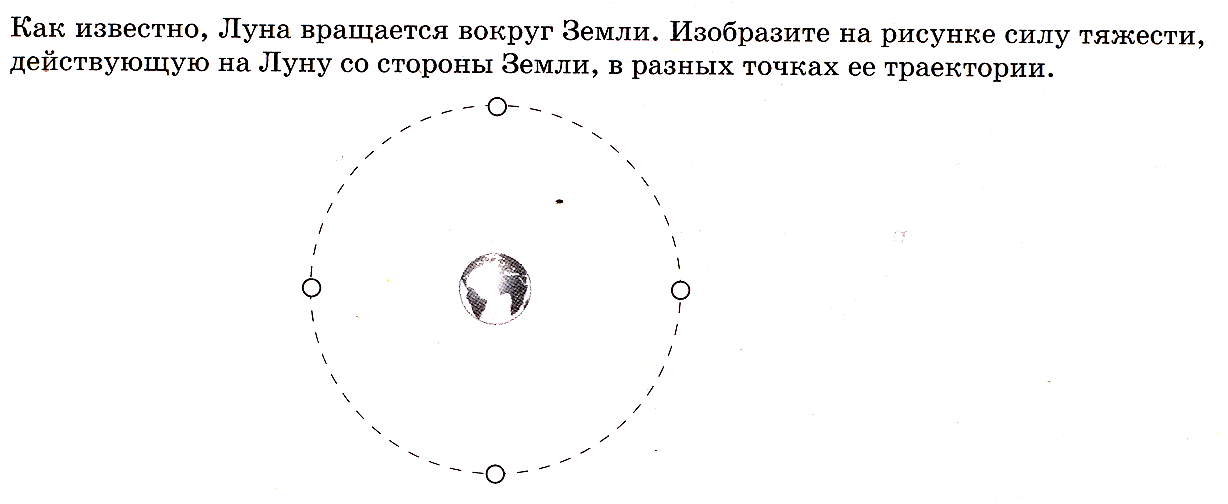 Как известно, Луна вращается вокруг Земли. Изобразите на рисунке силу тяжести,
действующую на Луну со стороны Земли, в разных точках ее траектории.